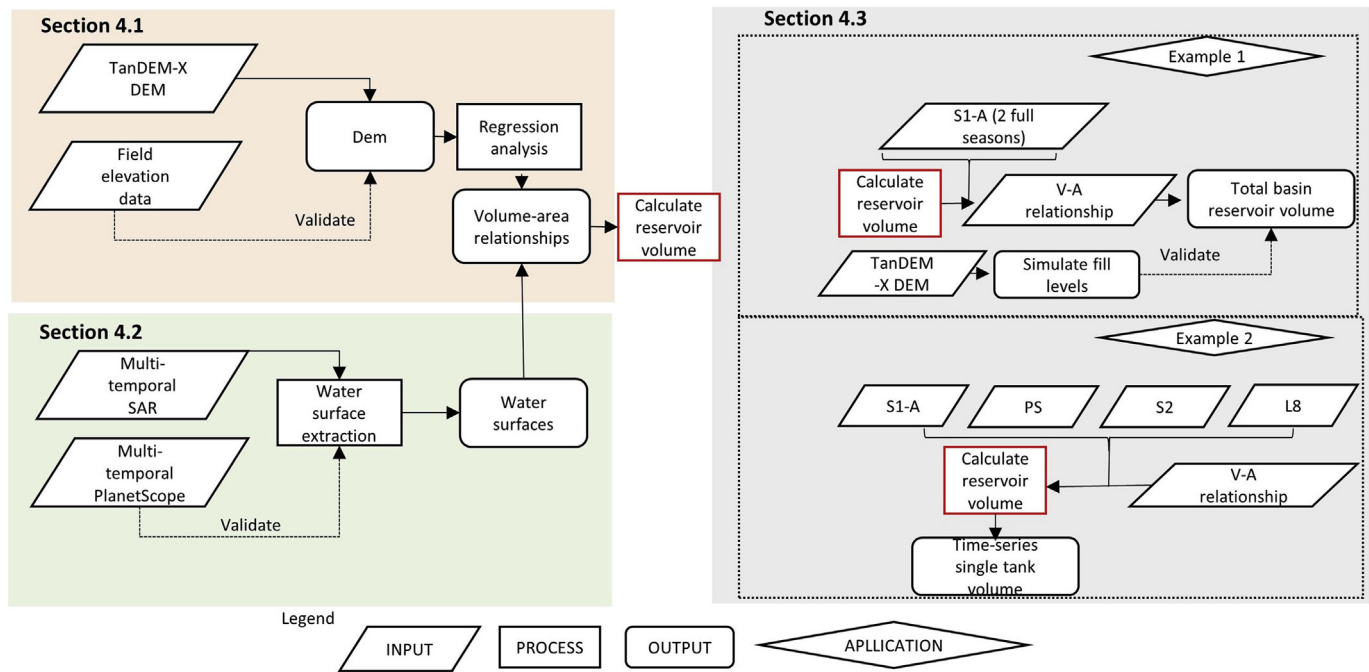 Section 4.1
TanDEM-X
DEM
Field
elevation
data
Validate
Dem
Regression
analysis
Volume-area
relationships
Calculate
reservoir
volume
Section 4.2
Multi-
temporal
SAR
Multi-
temporal
PlanetScope
Validate
Water
surface
extraction
Water
surfaces
Section 4.3
Example 1
S1-A (2 full
seasons)
Calculate
reservoir
volume
V-A
relationship
Total basin
reservoir volume
TanDEM
-X DEM
Simulate fill
levels
Validate
Example 2
S1-A
PS
S2
L8
Calculate
reservoir
volume
V-A
relationship
Time-series
single tank
volume
Legend
INPUT
PROCESS
OUTPUT
APLLICATION